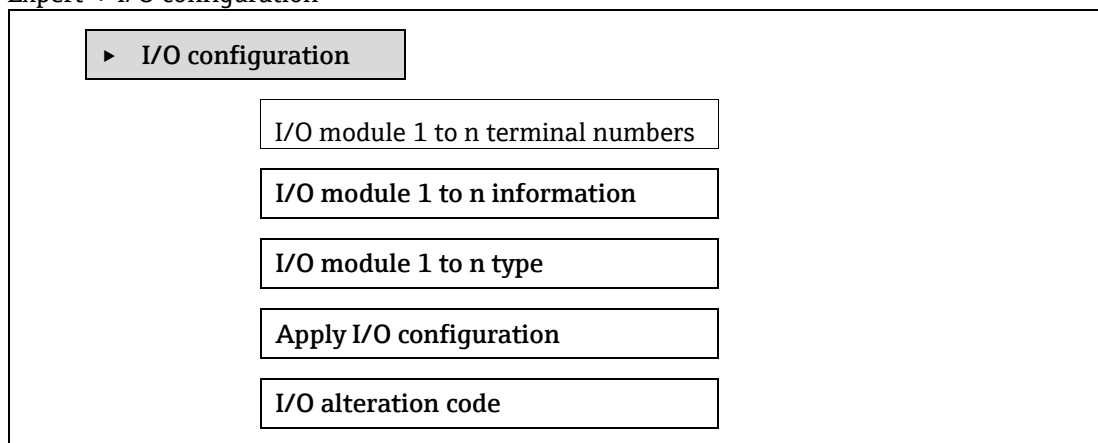 ► I/O configuration
I/O module 1 to n terminal numbers
I/O module 1 to n information
I/O module 1 to n type
Apply I/O configuration
I/O alteration code